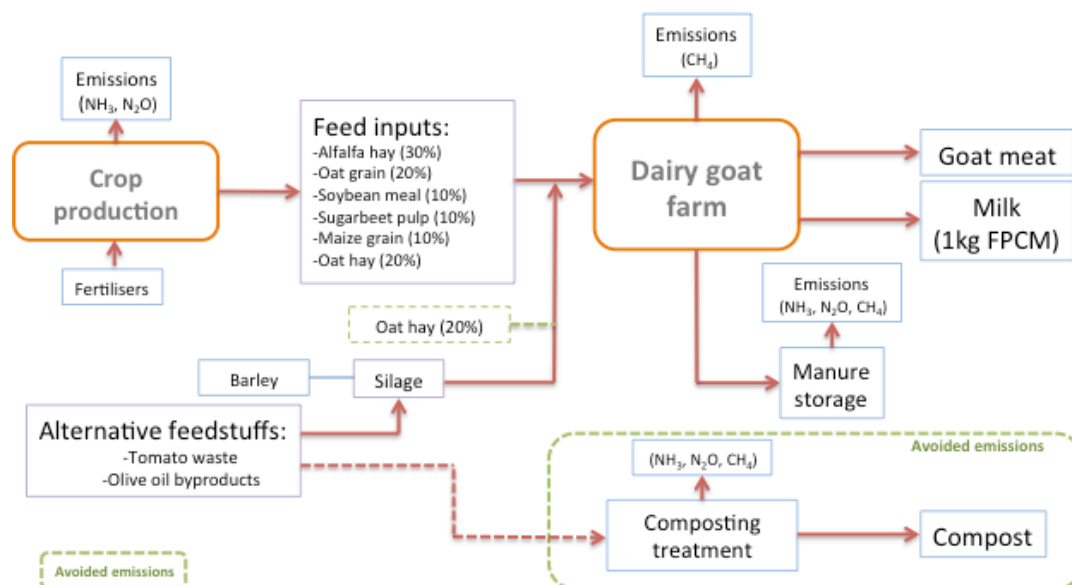 Emissions
(NH₃, N₂O)
Crop
production
Fertilisers
Feed inputs:
-Alfalfa hay (30%)
-Oat grain (20%)
-Soybean meal (10%)
-Sugarbeet pulp (10%)
-Maize grain (10%)
-Oat hay (20%)
Emissions
(CH₄)
Dairy goat
farm
Goat meat
Milk
(1kg FPCM)
Emissions
(NH₃, N₂O, CH₄)
Manure
storage
Oat hay (20%)
Barley
Silage
Alternative feedstuffs:
-Tomato waste
-Olive oil byproducts
Avoided emissions
(NH₃, N₂O, CH₄)
Composting
treatment
Compost
Avoided emissions